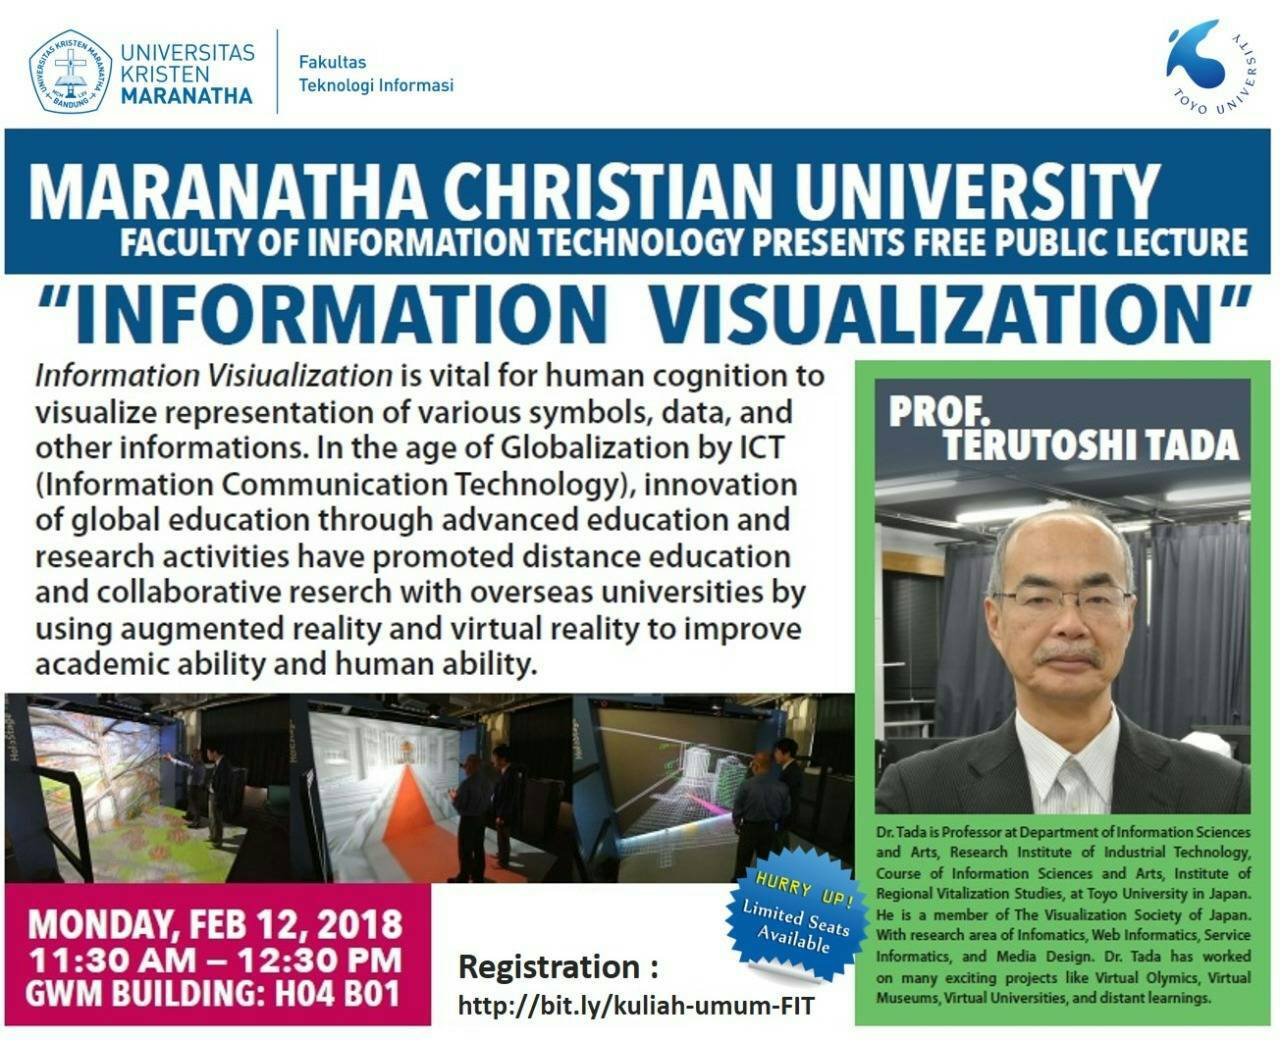 UNIVERSITAS KRISTEN MARANATHA
BANDUNG
UNIVERSITAS
KRISTEN
MARANATHA
Fakultas
Teknologi Informasi
TOYO UNIVERSITY
MARANATHA CHRISTIAN UNIVERSITY
FACULTY OF INFORMATION TECHNOLOGY PRESENTS FREE PUBLIC LECTURE
“INFORMATION VISUALIZATION”
Information Visiualization is vital for human cognition to
visualize representation of various symbols, data, and
other informations. In the age of Globalization by ICT
(Information Communication Technology), innovation
of global education through advanced education and
research activities have promoted distance education
and collaborative reserch with overseas universities by
using augmented reality and virtual reality to improve
academic ability and human ability.
PROF.
TERUTOSHI TADA
Dr. Tada is Professor at Department of Information Sciences
and Arts, Research Institute of Industrial Technology,
Course of Information Sciences and Arts, Institute of
Regional Vitalization Studies, at Toyo University in Japan.
He is a member of The Visualization Society of Japan.
With research area of Infomatics, Web Informatics, Service
Informatics, and Media Design. Dr. Tada has worked
on many exciting projects like Virtual Olymics, Virtual
Museums, Virtual Universities, and distant learnings.
HoloStage
HoloStage
HoloStage
MONDAY, FEB 12, 2018
11:30 AM – 12:30 PM
GWM BUILDING: H04 B01
Registration :
http://bit.ly/kuliah-umum-FIT
HURRY UP!
Limited Seats
Available